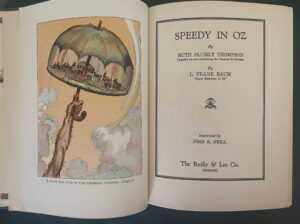 SPEEDY IN OZ
By
RUTH PLUMLY THOMPSON
Founded on and continuing the Famous Oz Stories
By
L. FRANK BAUM
"Royal Historian of Oz"
Illustrated by
JOHN R. NEILL
The Reilly & Lee Co.
CHICAGO